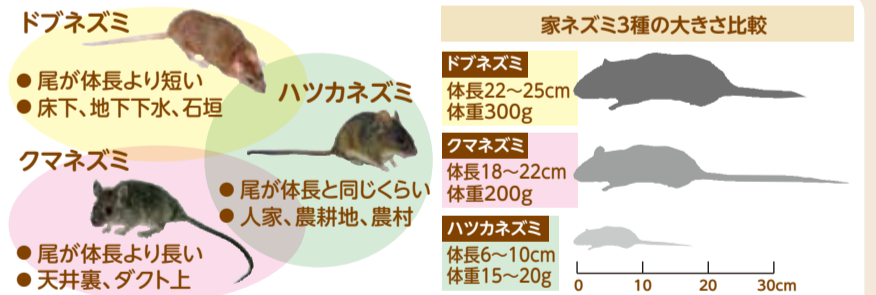 ドブネズミ
● 尾が体長より短い
● 床下、地下下水、石垣
ハツカネズミ
● 尾が体長と同じくらい
● 人家、農耕地、農村
クマネズミ
● 尾が体長より長い
● 天井裏、ダクト上
家ネズミ3種の大きさ比較
ドブネズミ
体長22〜25cm
体重300g
クマネズミ
体長18〜22cm
体重200g
ハツカネズミ
体長6〜10cm
体重15〜20g
0 10 20 30cm